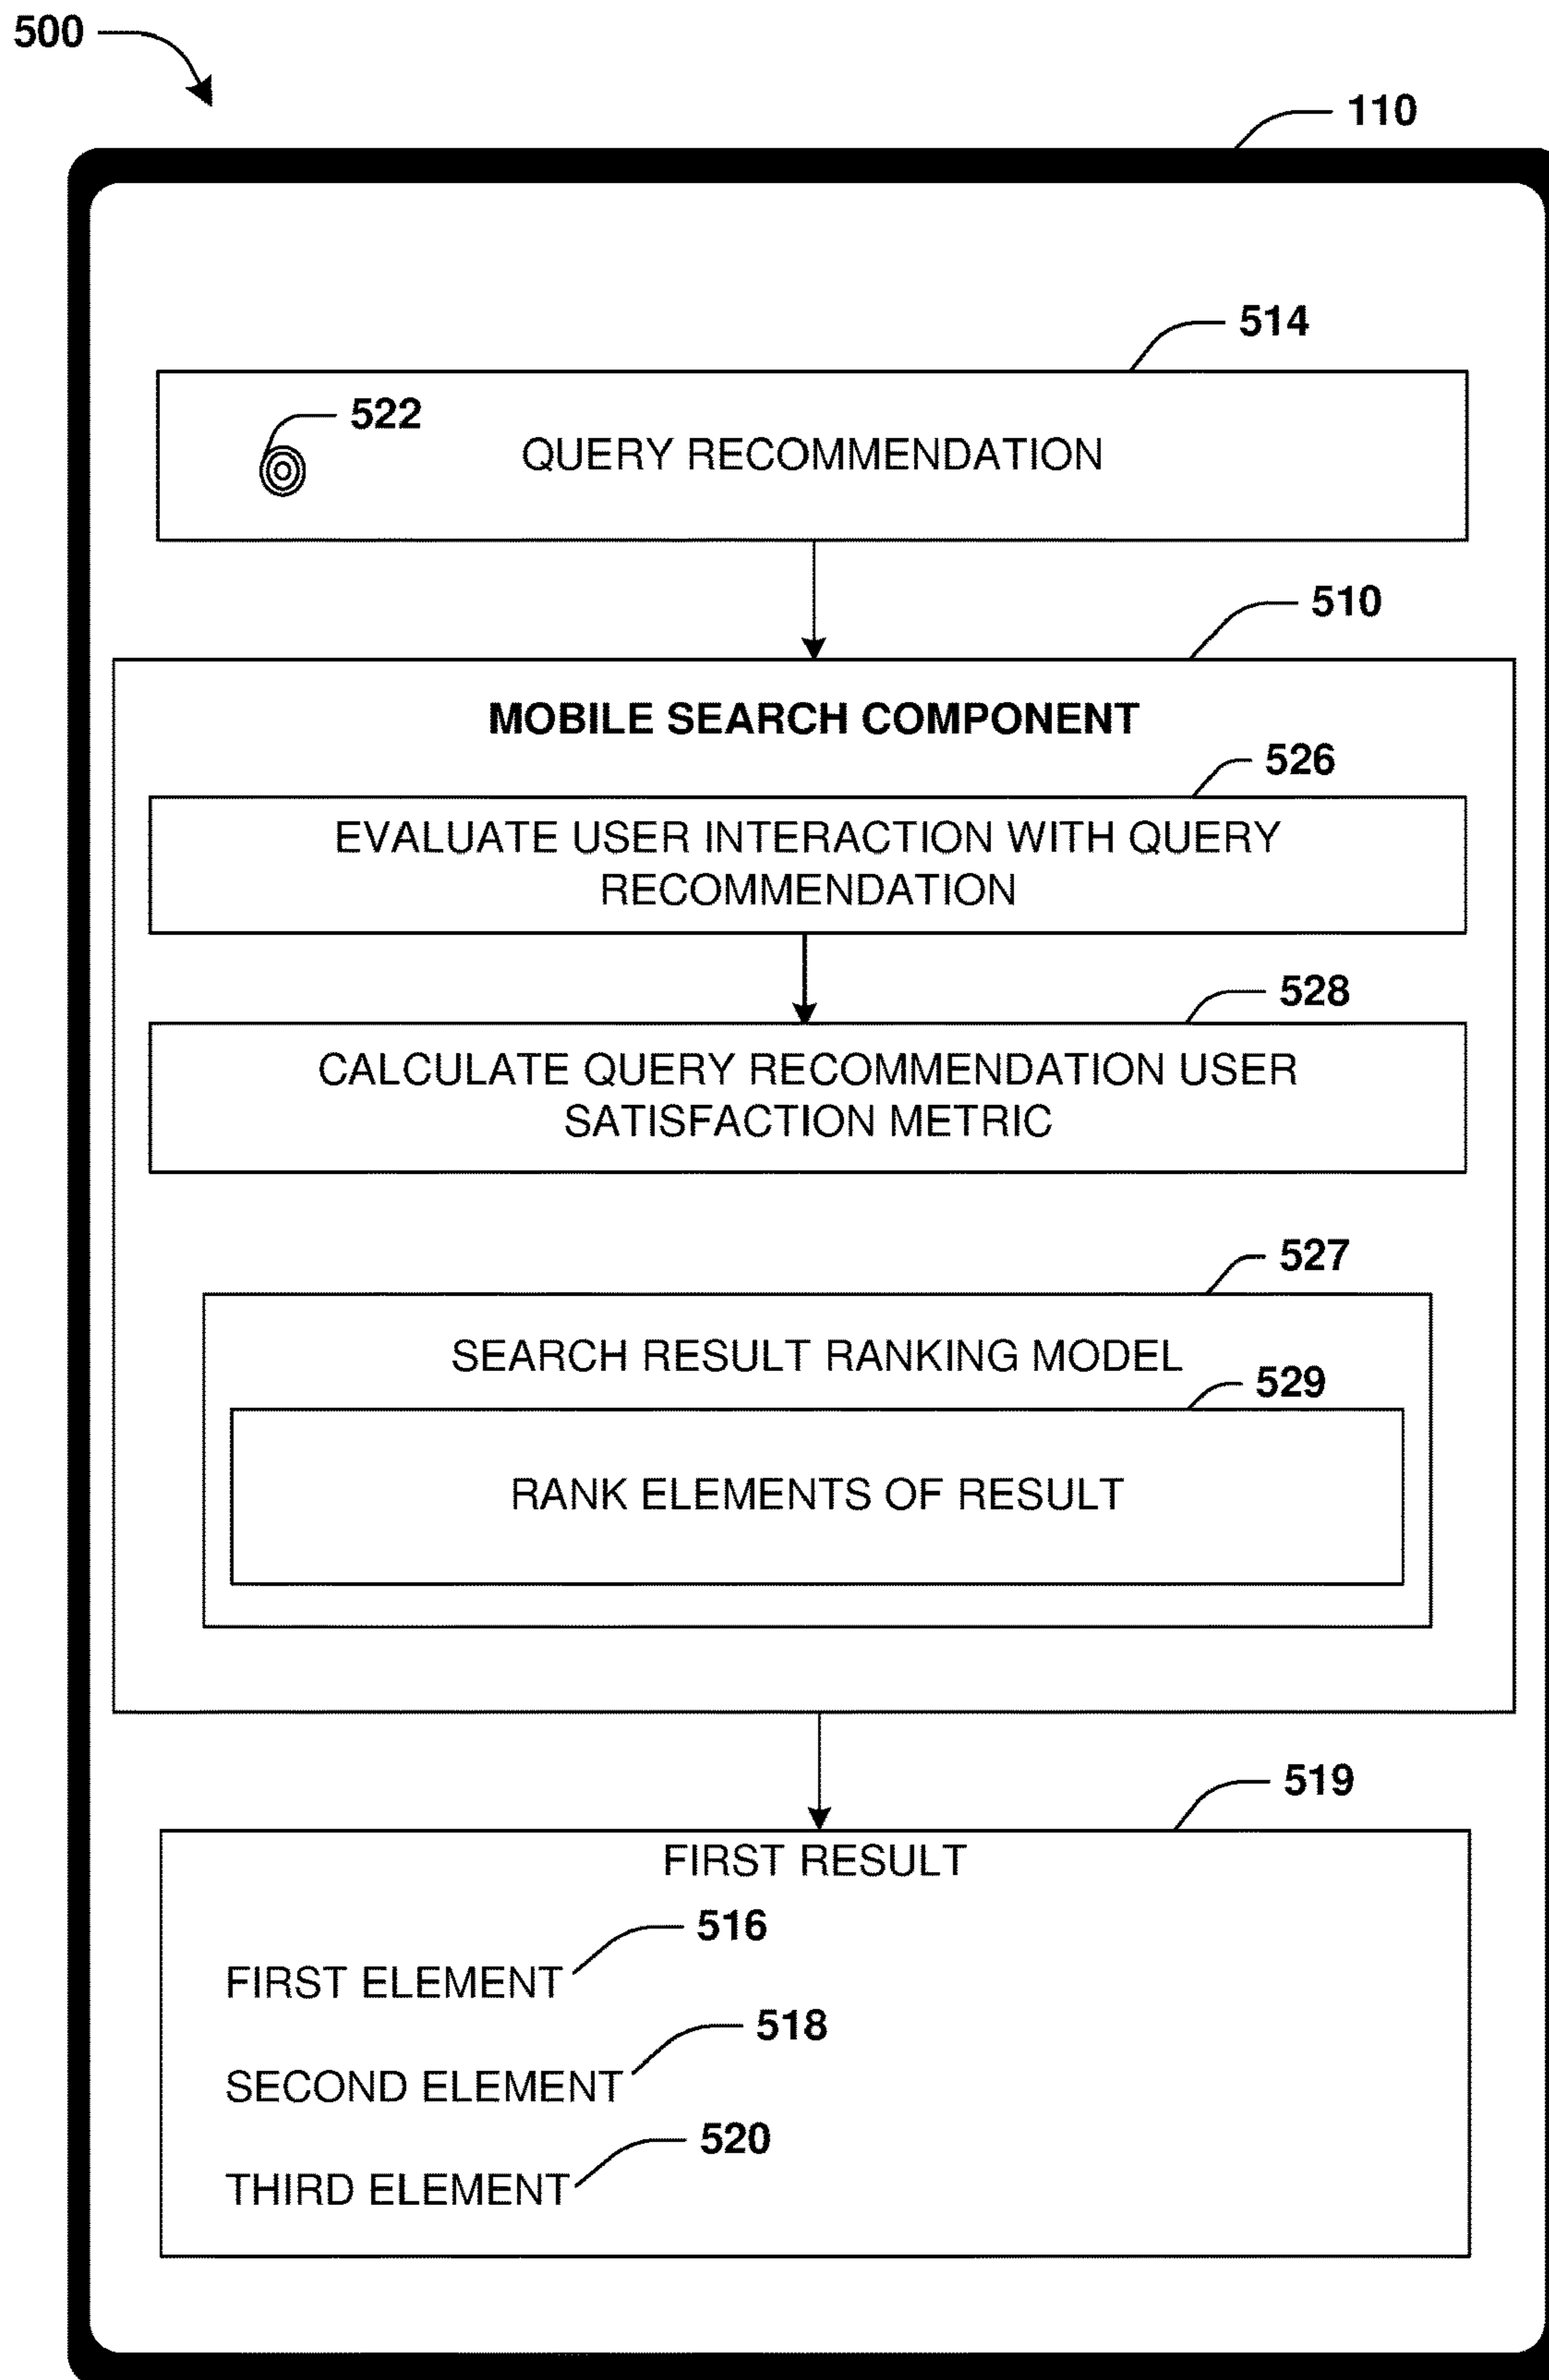 500
110
514
522
QUERY RECOMMENDATION
510
MOBILE SEARCH COMPONENT
526
EVALUATE USER INTERACTION WITH QUERY
RECOMMENDATION
528
CALCULATE QUERY RECOMMENDATION USER
SATISFACTION METRIC
527
SEARCH RESULT RANKING MODEL
529
RANK ELEMENTS OF RESULT
519
FIRST RESULT
516
FIRST ELEMENT
518
SECOND ELEMENT
520
THIRD ELEMENT